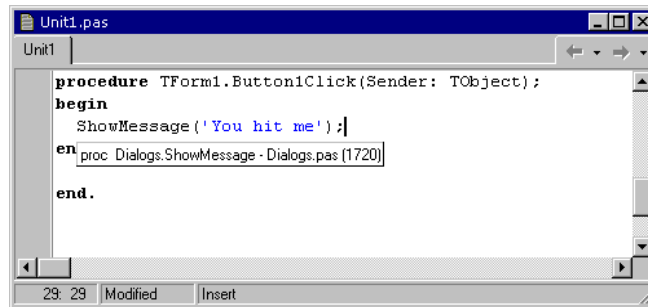 Unit1.pas
Unit1
procedure TForm1.Button1Click(Sender: TObject);
begin
ShowMessage('You hit me');
en
proc Dialogs.ShowMessage - Dialogs.pas (1720)
end.
29: 29 Modified Insert